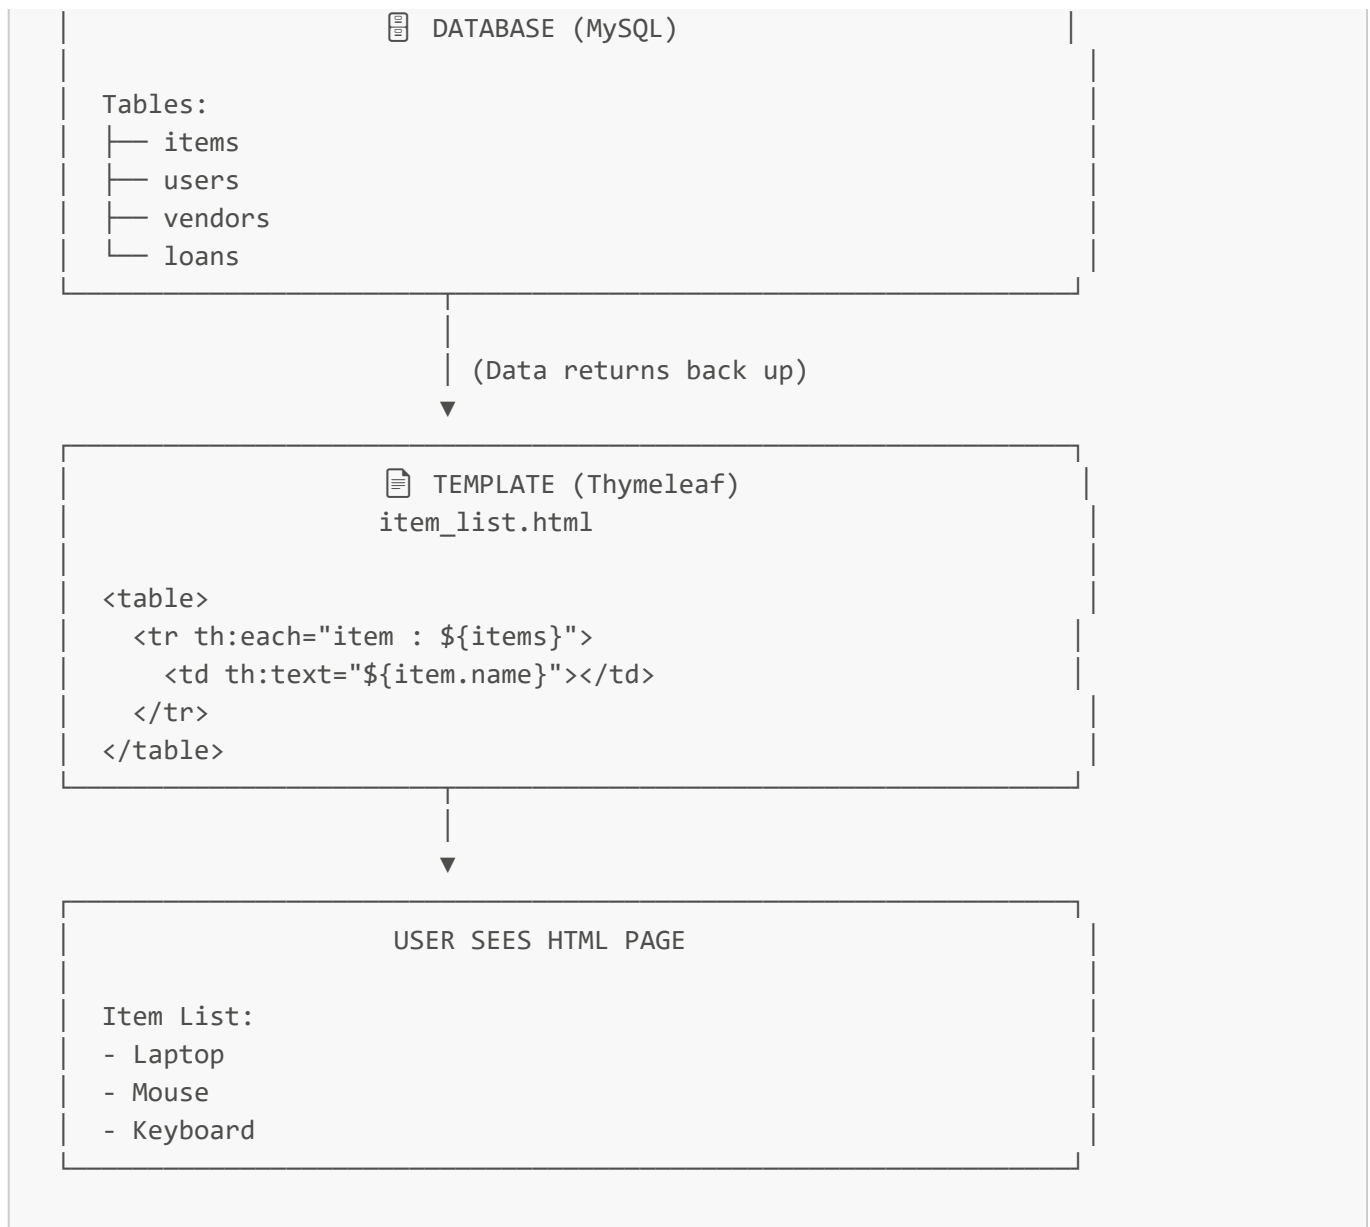 🗄️ DATABASE (MySQL)
Tables:
├── items
├── users
├── vendors
└── loans
(Data returns back up)
▼
📄 TEMPLATE (Thymeleaf)
item_list.html
<table>
<tr th:each="item : ${items}">
<td th:text="${item.name}"></td>
</tr>
</table>
▼
USER SEES HTML PAGE
Item List:
- Laptop
- Mouse
- Keyboard